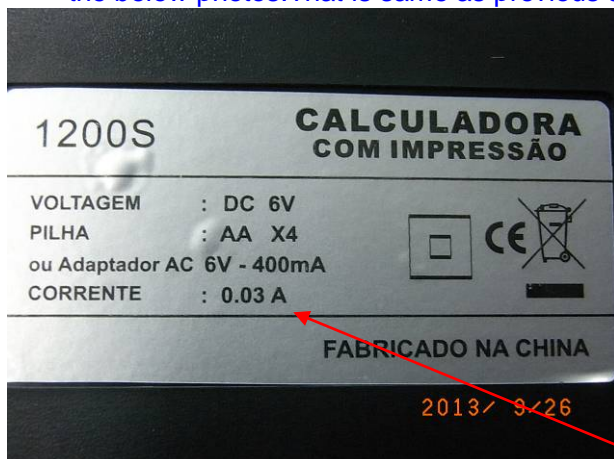 1200S
CALCULADORA
COM IMPRESSÃO
VOLTAGEM : DC 6V
PILHA : AA X4
ou Adaptador AC 6V - 400mA
CORRENTE : 0.03 A
CE
FABRICADO NA CHINA
2013/ 9/26